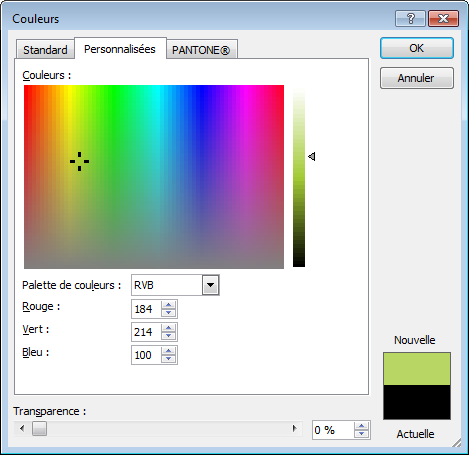 Couleurs
Standard
Personnalisées
PANTONE®
OK
Annuler
Couleurs :
Palette de couleurs :
RVB
Rouge :
184
Vert :
214
Bleu :
100
Nouvelle
Actuelle
Transparence :
0 %